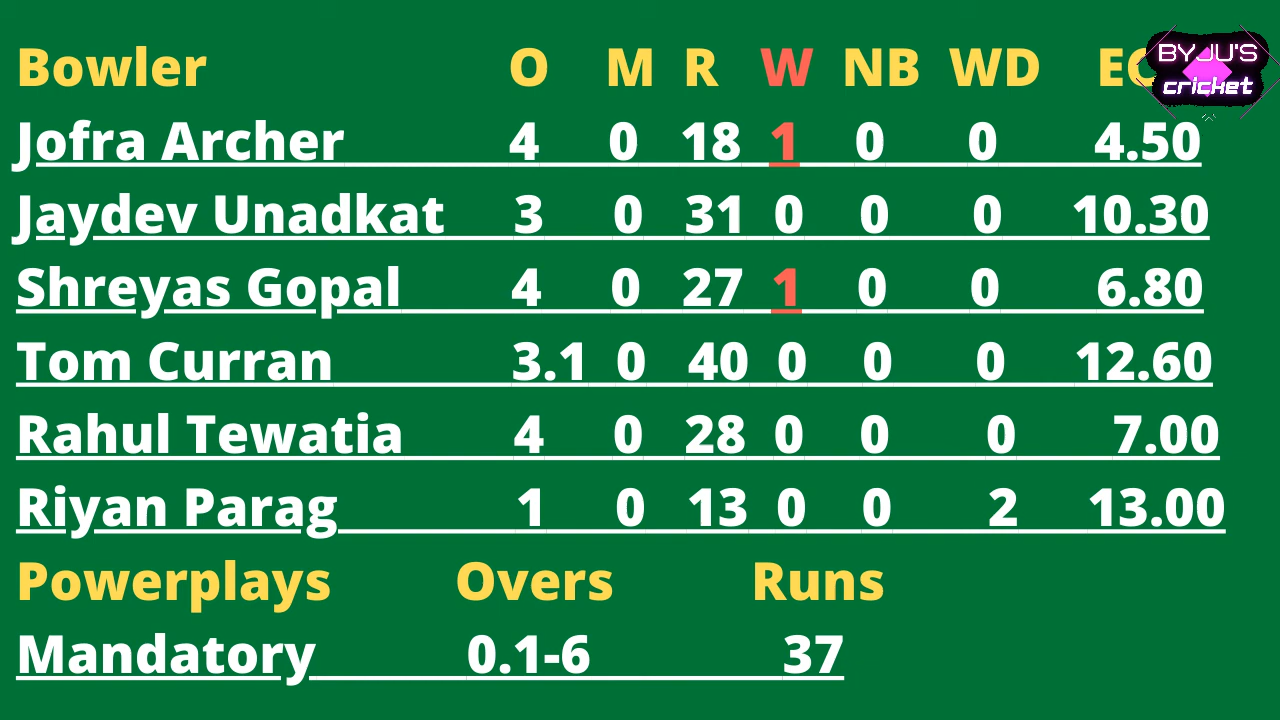 Bowler O M R W NB WD
BYJU'S
cricket
Jofra Archer 4 0 18 1 0 0 4.50
Jaydev Unadkat 3 0 31 0 0 0 10.30
Shreyas Gopal 4 0 27 1 0 0 6.80
Tom Curran 3.1 0 40 0 0 0 12.60
Rahul Tewatia 4 0 28 0 0 0 7.00
Riyan Parag 1 0 13 0 0 2 13.00
Powerplays Overs Runs
Mandatory 0.1-6 37